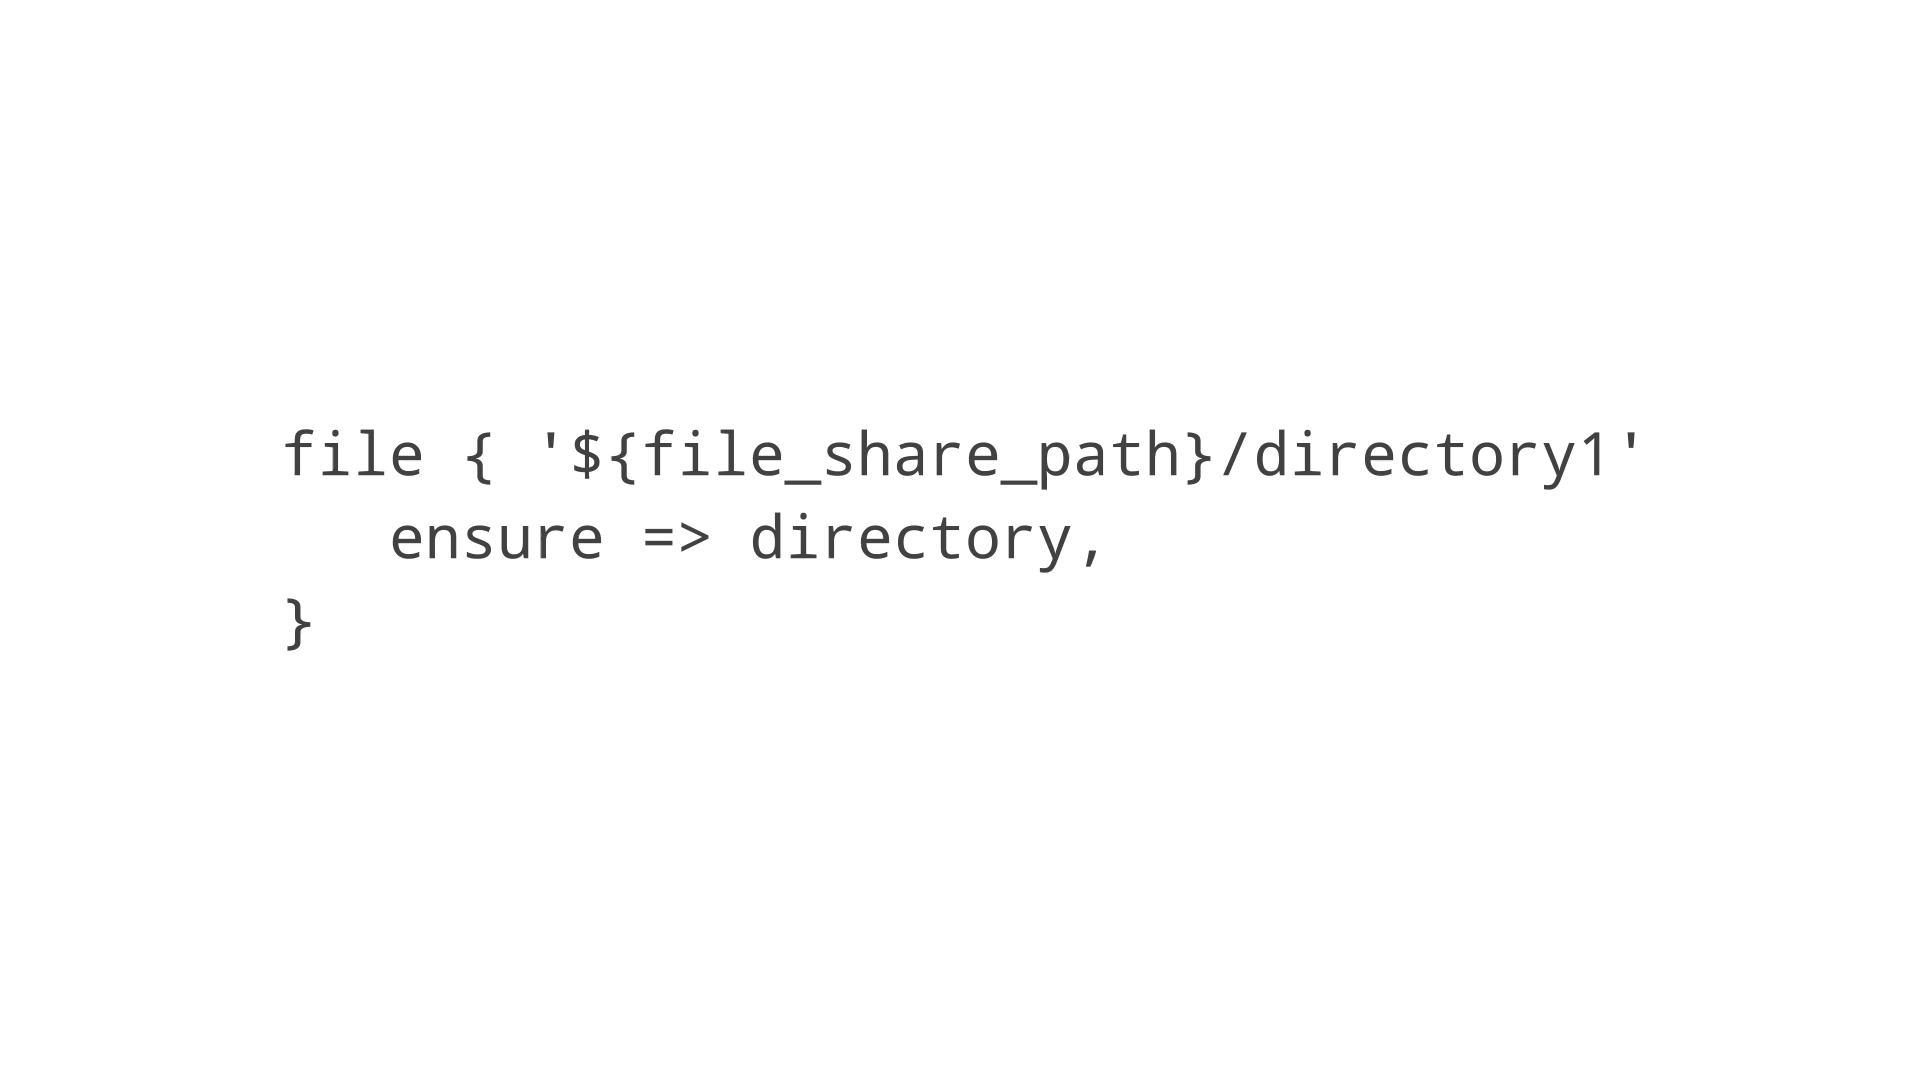 file { '${file_share_path}/directory1'
   ensure => directory,
}